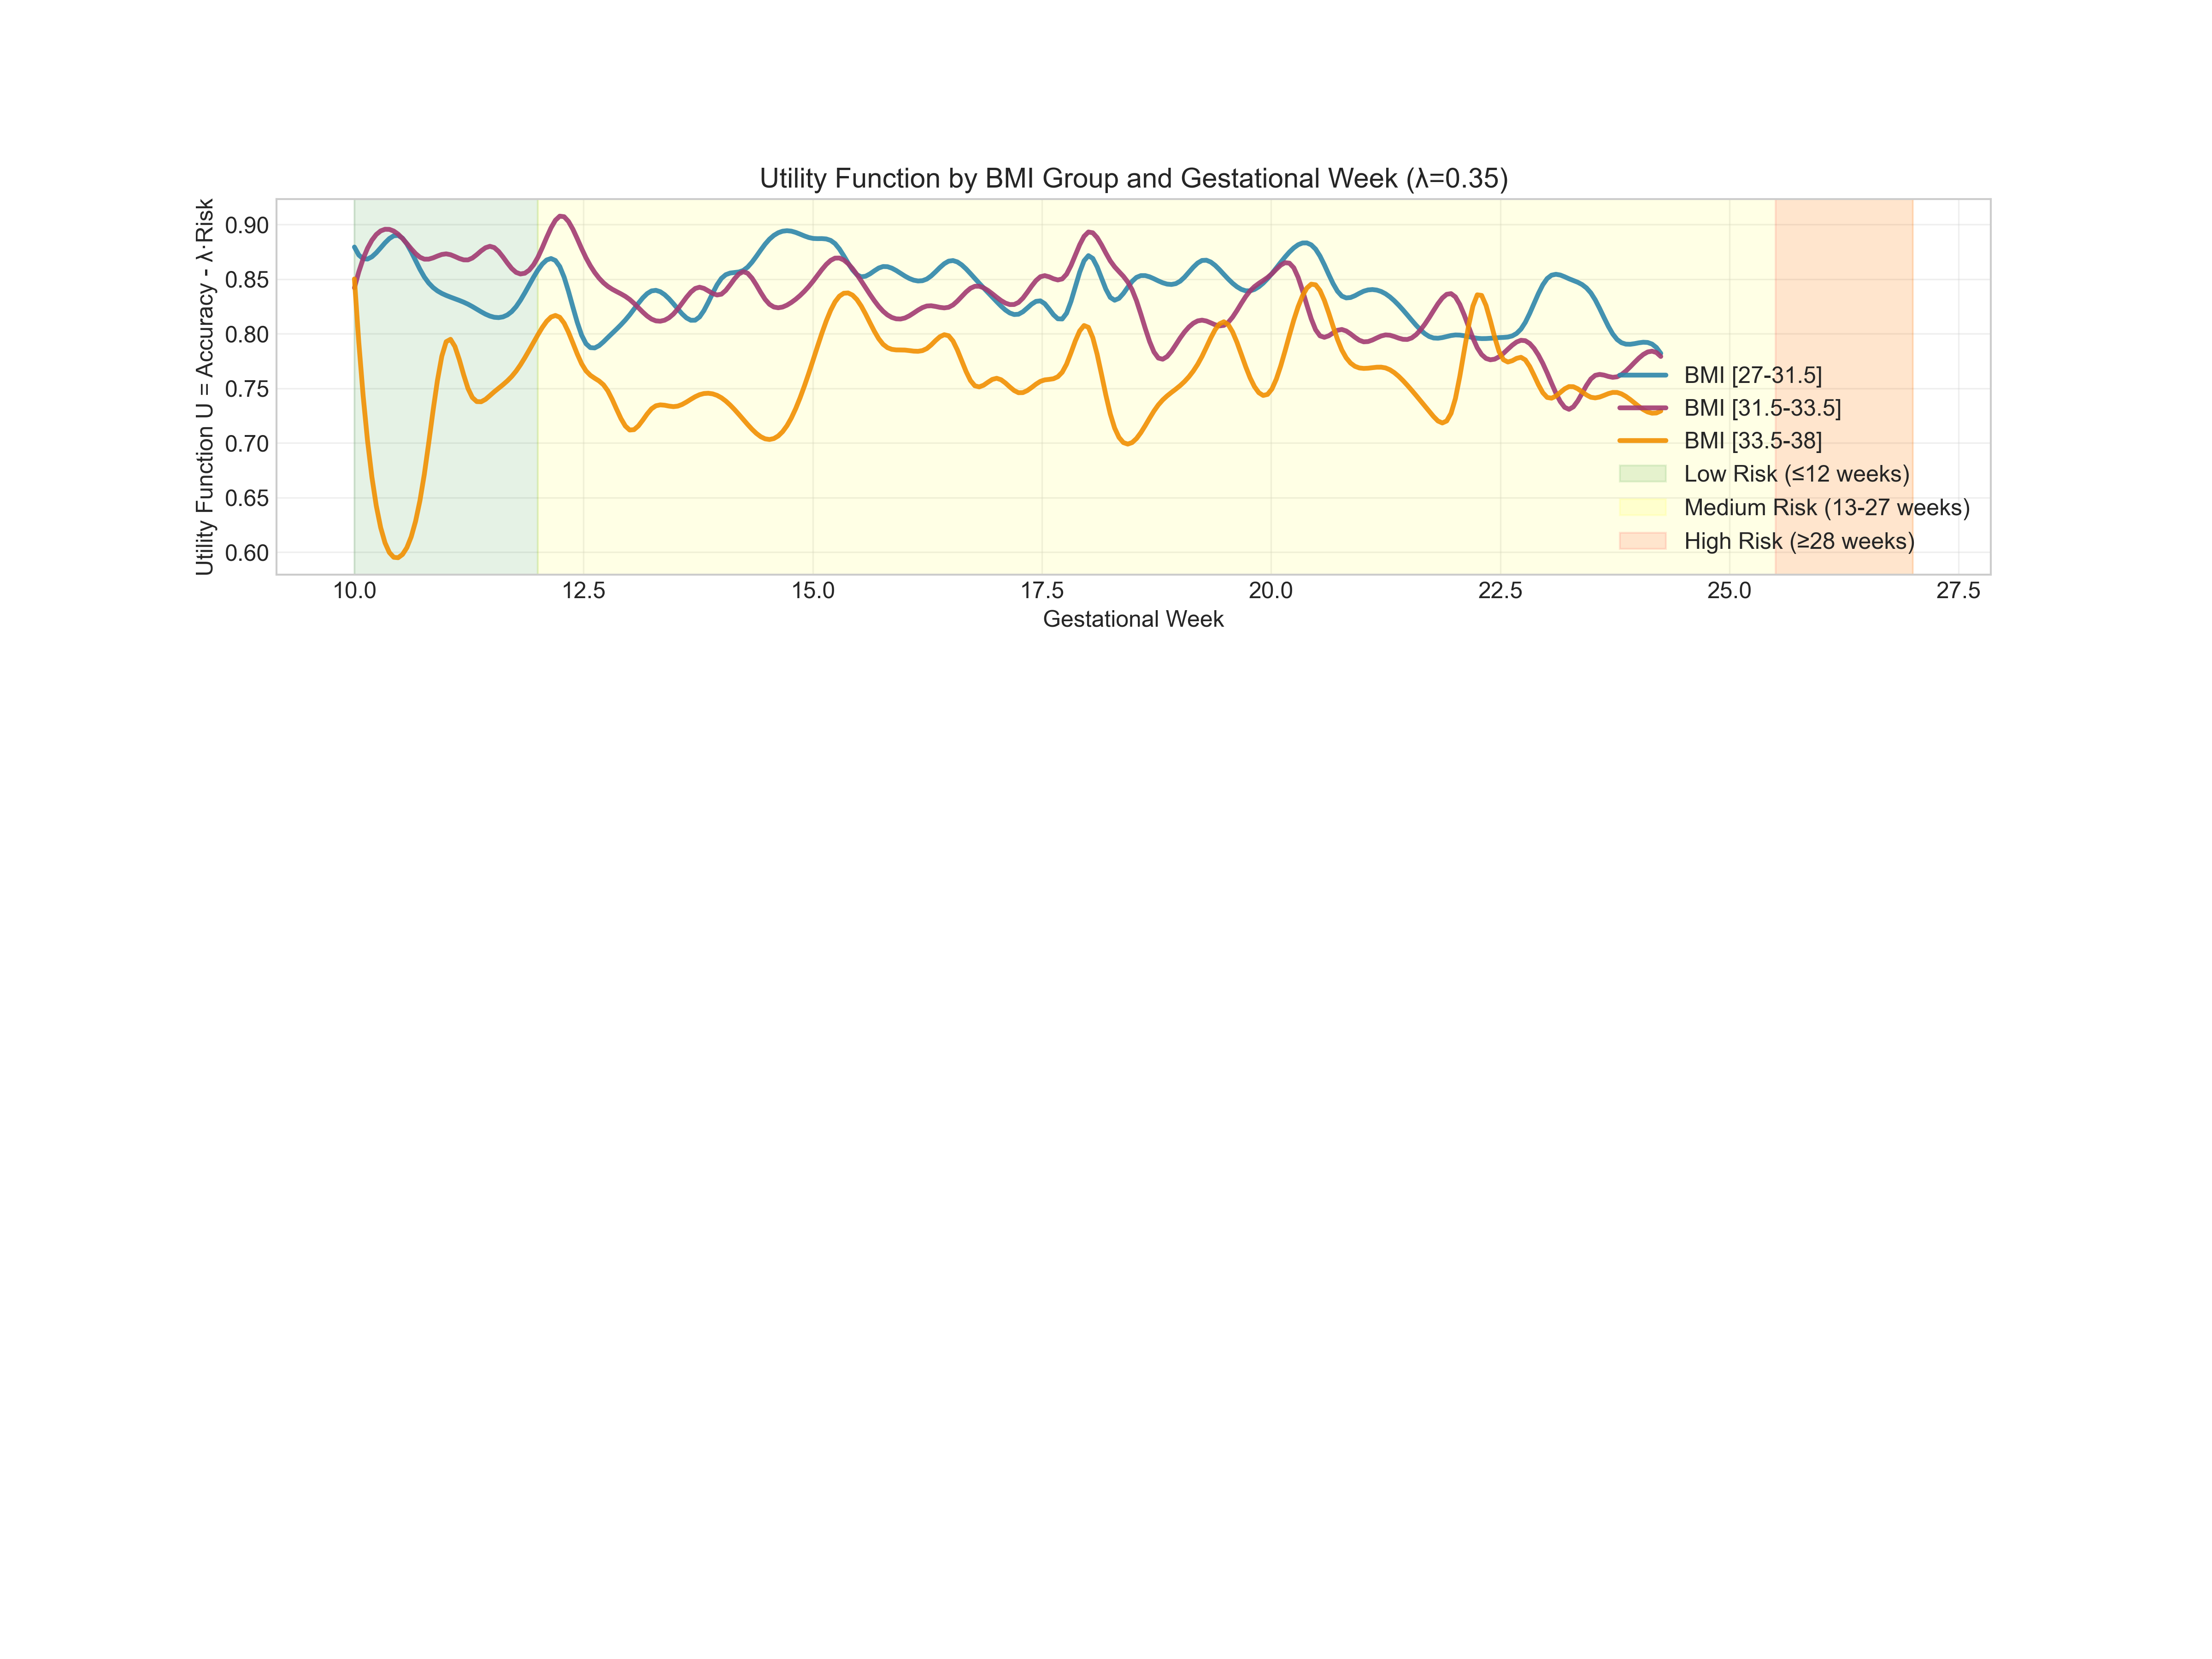 Utility Function by BMI Group and Gestational Week (λ=0.35)
Utility Function U = Accuracy - λ·Risk
0.90
0.85
0.80
0.75
0.70
0.65
0.60
BMI [27-31.5]
BMI [31.5-33.5]
BMI [33.5-38]
Low Risk (≤12 weeks)
Medium Risk (13-27 weeks)
High Risk (≥28 weeks)
10.0 12.5 15.0 17.5 20.0 22.5 25.0 27.5
Gestational Week